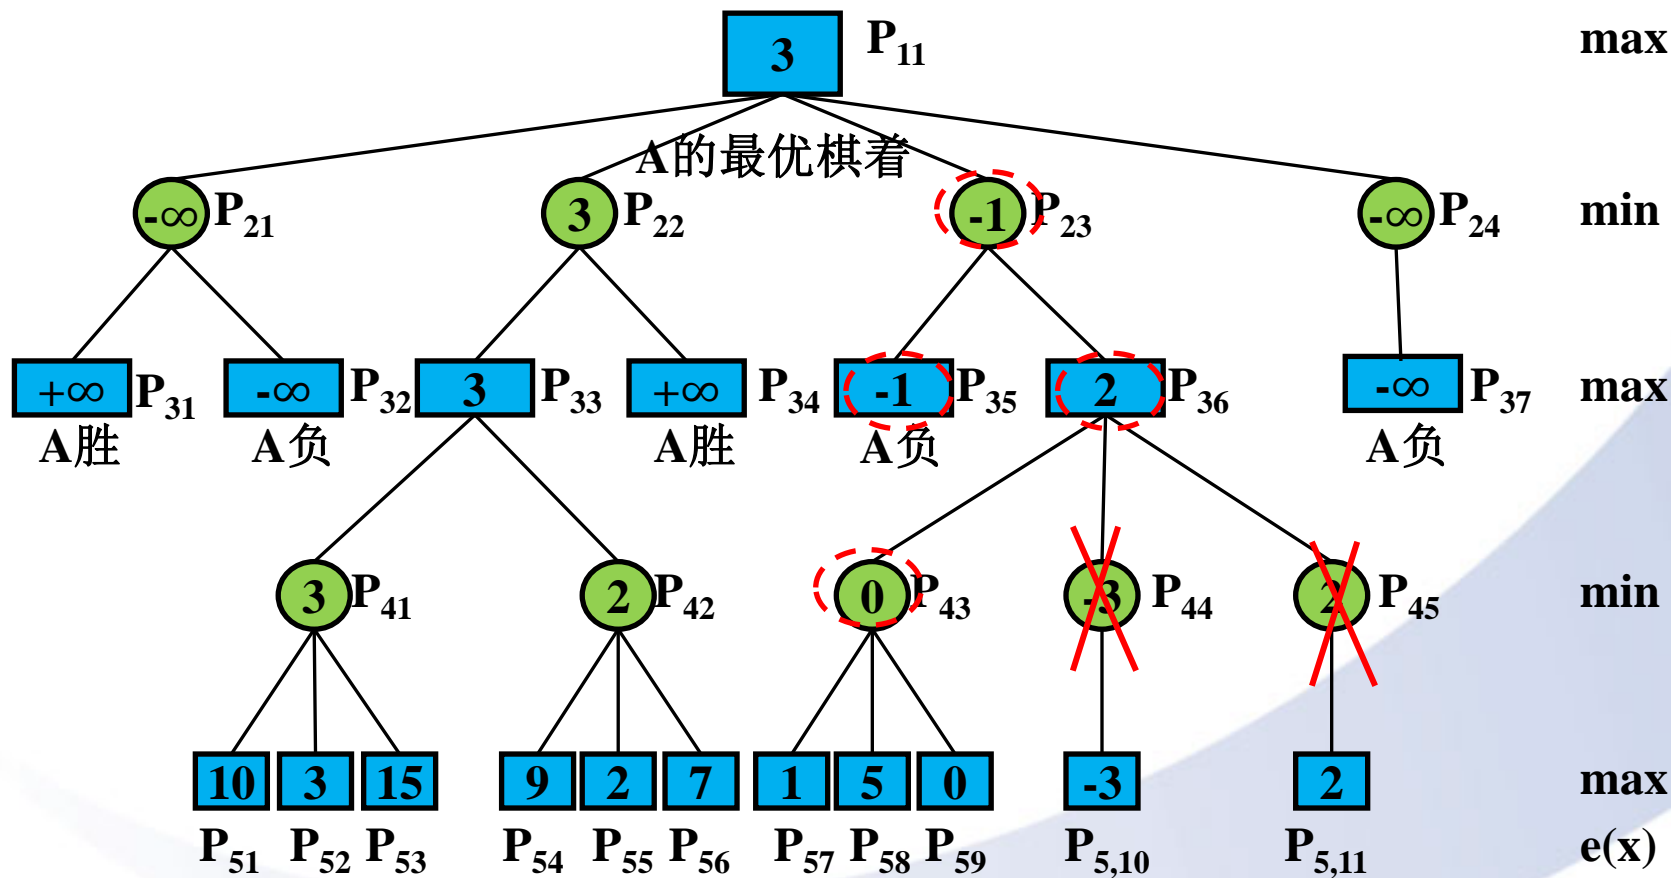 3 P11 max
A的最优棋着
-∞ P21 3 P22 -1 P23 -∞ P24 min
+∞ P31 -∞ P32 3 P33 +∞ P34 -1 P35 2 P36 -∞ P37 max
A胜 A负 A胜 A负 A负
3 P41 2 P42 0 P43 -3 P44 2 P45 min
10 3 15 9 2 7 1 5 0 -3 2 max
P51 P52 P53 P54 P55 P56 P57 P58 P59 P5,10 P5,11 e(x)